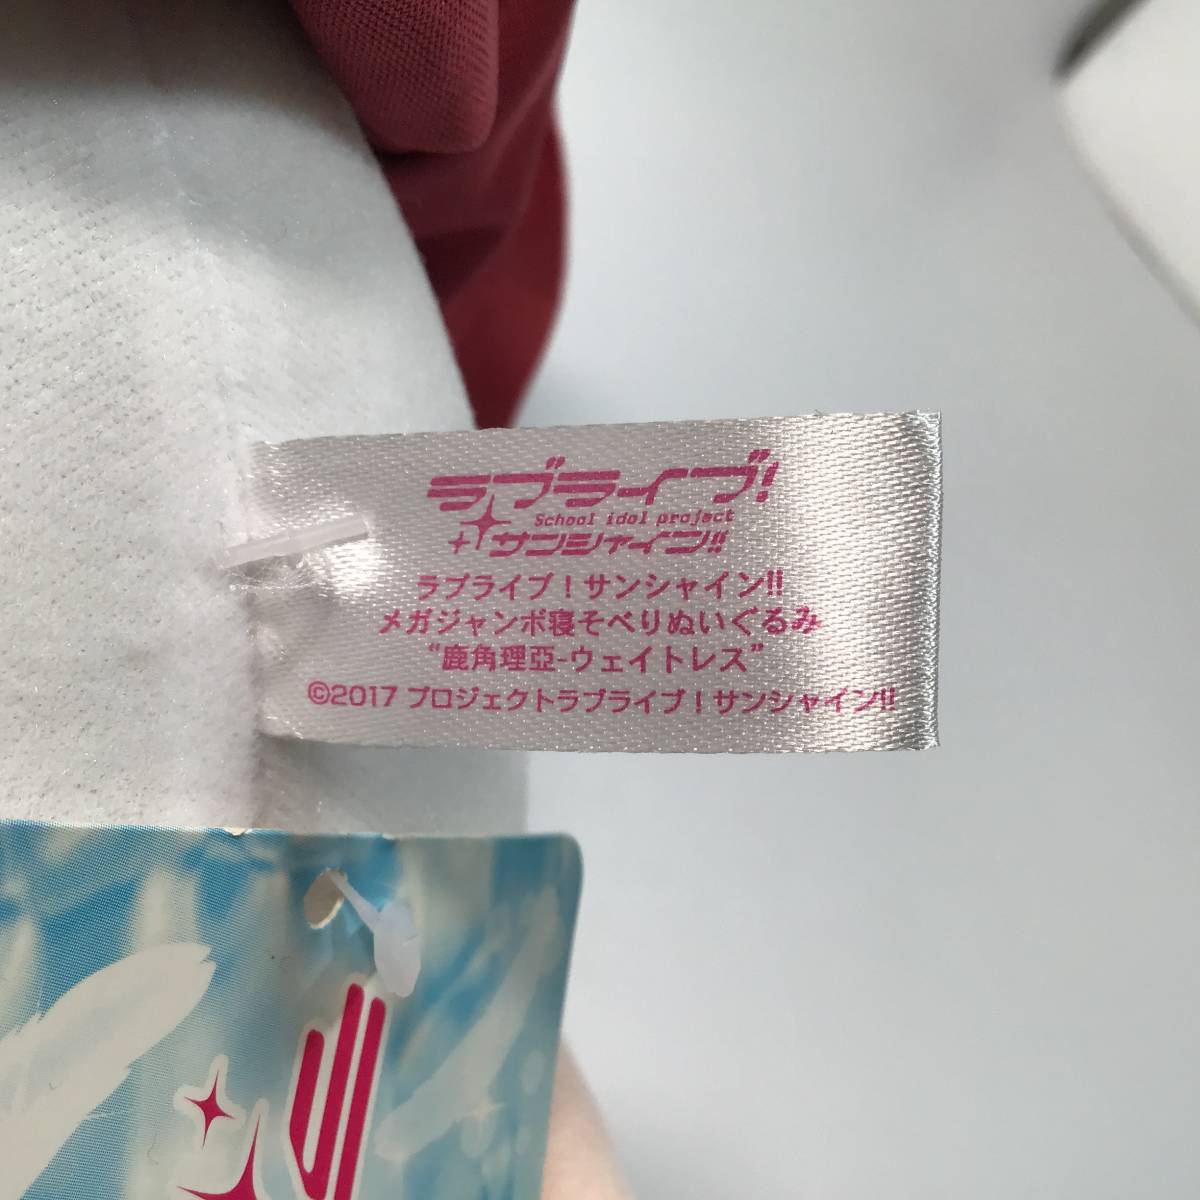 ラブライブ!
School idol project
サンシャイン!!
ラブライブ!サンシャイン!!
メガジャンボ寝そべりぬいぐるみ
“鹿角理亞-ウェイトレス”
©2017 プロジェクトラブライブ!サンシャイン!!